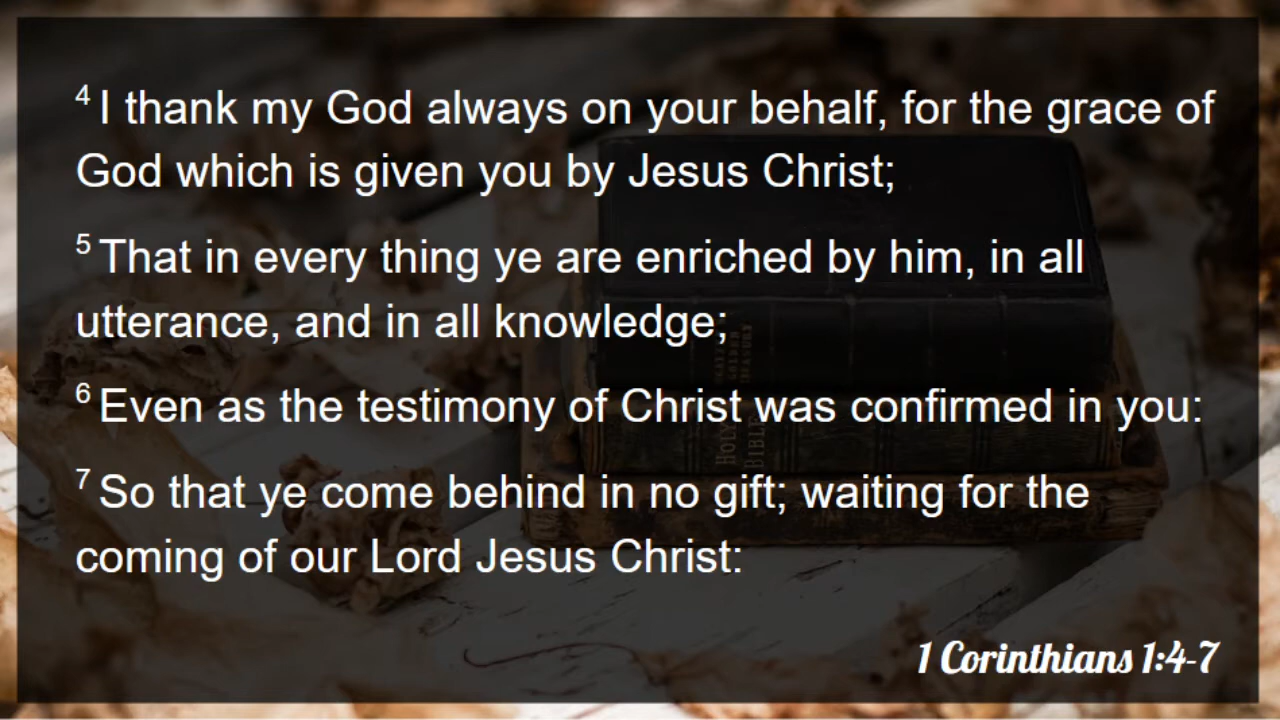 4 I thank my God always on your behalf, for the grace of
God which is given you by Jesus Christ;
5 That in every thing ye are enriched by him, in all
utterance, and in all knowledge;
6 Even as the testimony of Christ was confirmed in you:
7 So that ye come behind in no gift; waiting for the
coming of our Lord Jesus Christ:
HOLY
BIBLE
1 Corinthians 1:4-7